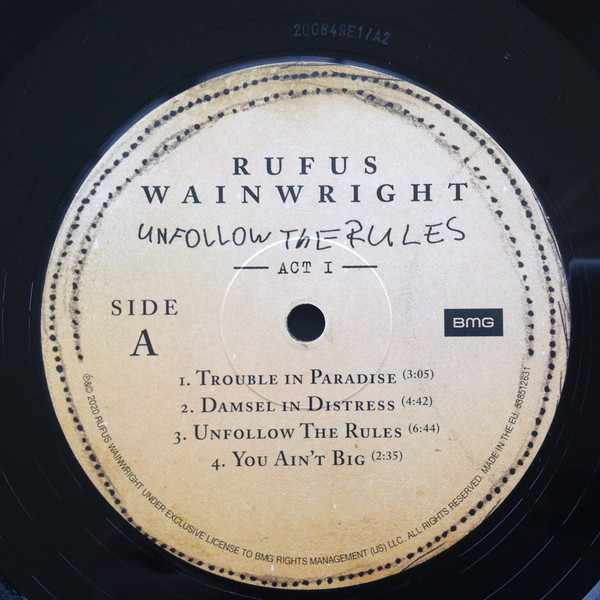 200849E1/A2
RUFUS
WAINWRIGHT
UNFOLLOW ThE RULES
— ACT I —
SIDE
A
BMG
1. TROUBLE IN PARADISE (3:05)
2. DAMSEL IN DISTRESS (4:42)
3. UNFOLLOW THE RULES (6:44)
4. YOU AIN'T BIG (2:35)
℗&© 2020 RUFUS WAINWRIGHT UNDER EXCLUSIVE LICENSE TO BMG RIGHTS MANAGEMENT (US) LLC. ALL RIGHTS RESERVED. MADE IN THE EU. 538512631